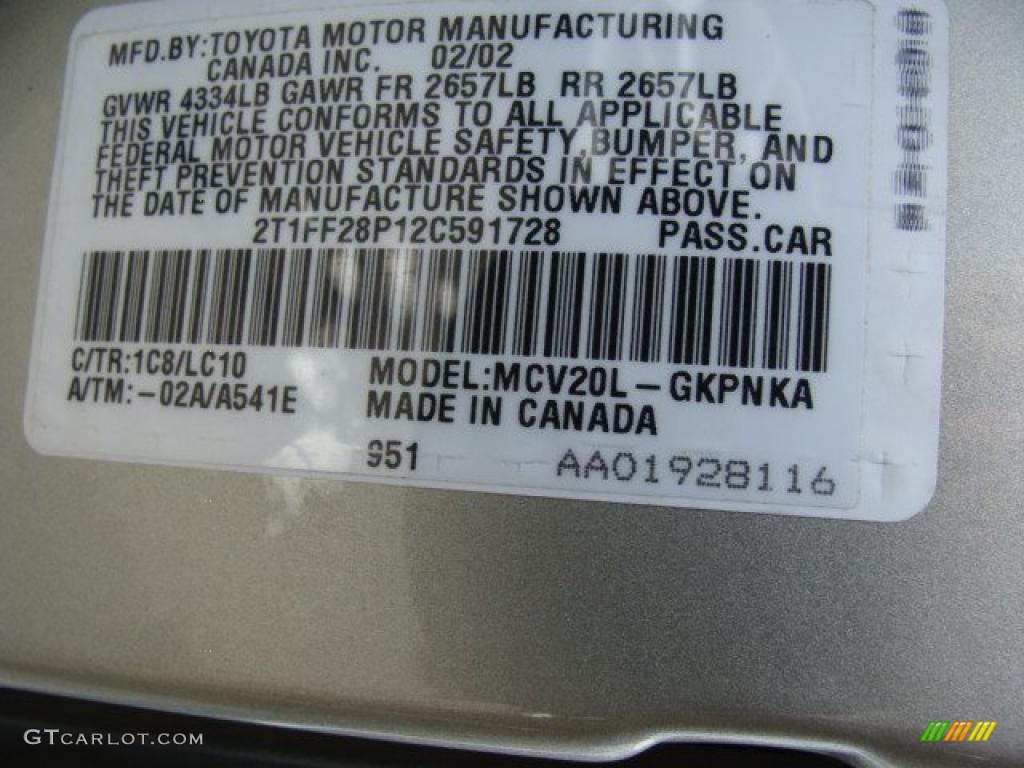 MFD.BY:TOYOTA MOTOR MANUFACTURING
CANADA INC. 02/02
GVWR 4334LB GAWR FR 2657LB RR 2657LB
THIS VEHICLE CONFORMS TO ALL APPLICABLE
FEDERAL MOTOR VEHICLE SAFETY,BUMPER, AND
THEFT PREVENTION STANDARDS IN EFFECT ON
THE DATE OF MANUFACTURE SHOWN ABOVE.
2T1FF28P12C591728 PASS.CAR
C/TR:1C8/LC10 MODEL:MCV20L-GKPNKA
A/TM:-02A/A541E MADE IN CANADA
951 AA01928116
GTCARLOT.COM